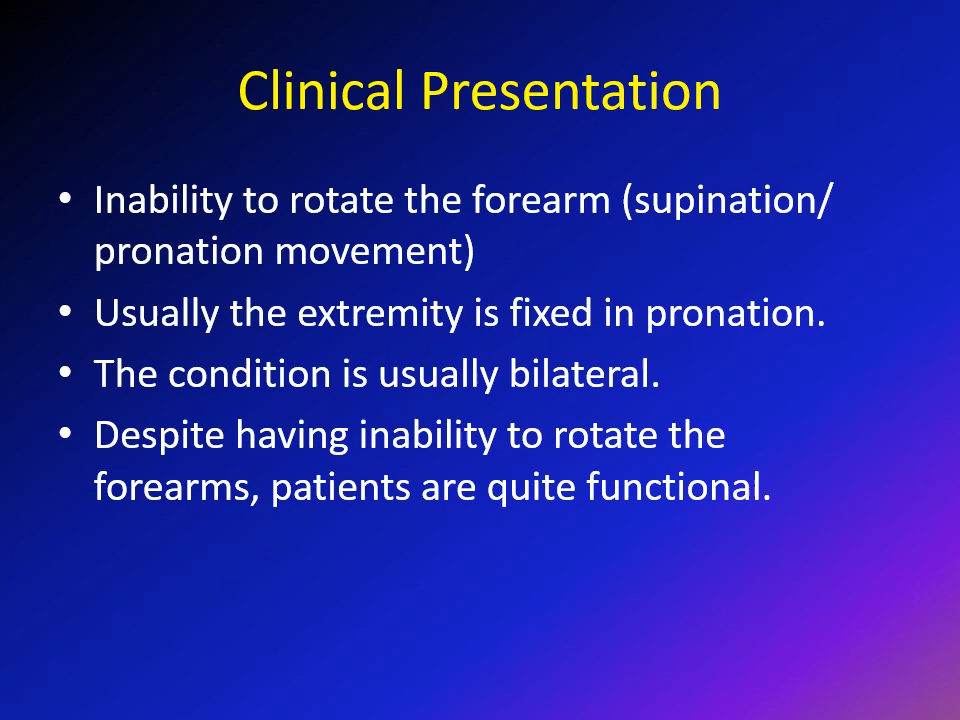 Clinical Presentation
• Inability to rotate the forearm (supination/
pronation movement)
• Usually the extremity is fixed in pronation.
• The condition is usually bilateral.
• Despite having inability to rotate the
forearms, patients are quite functional.